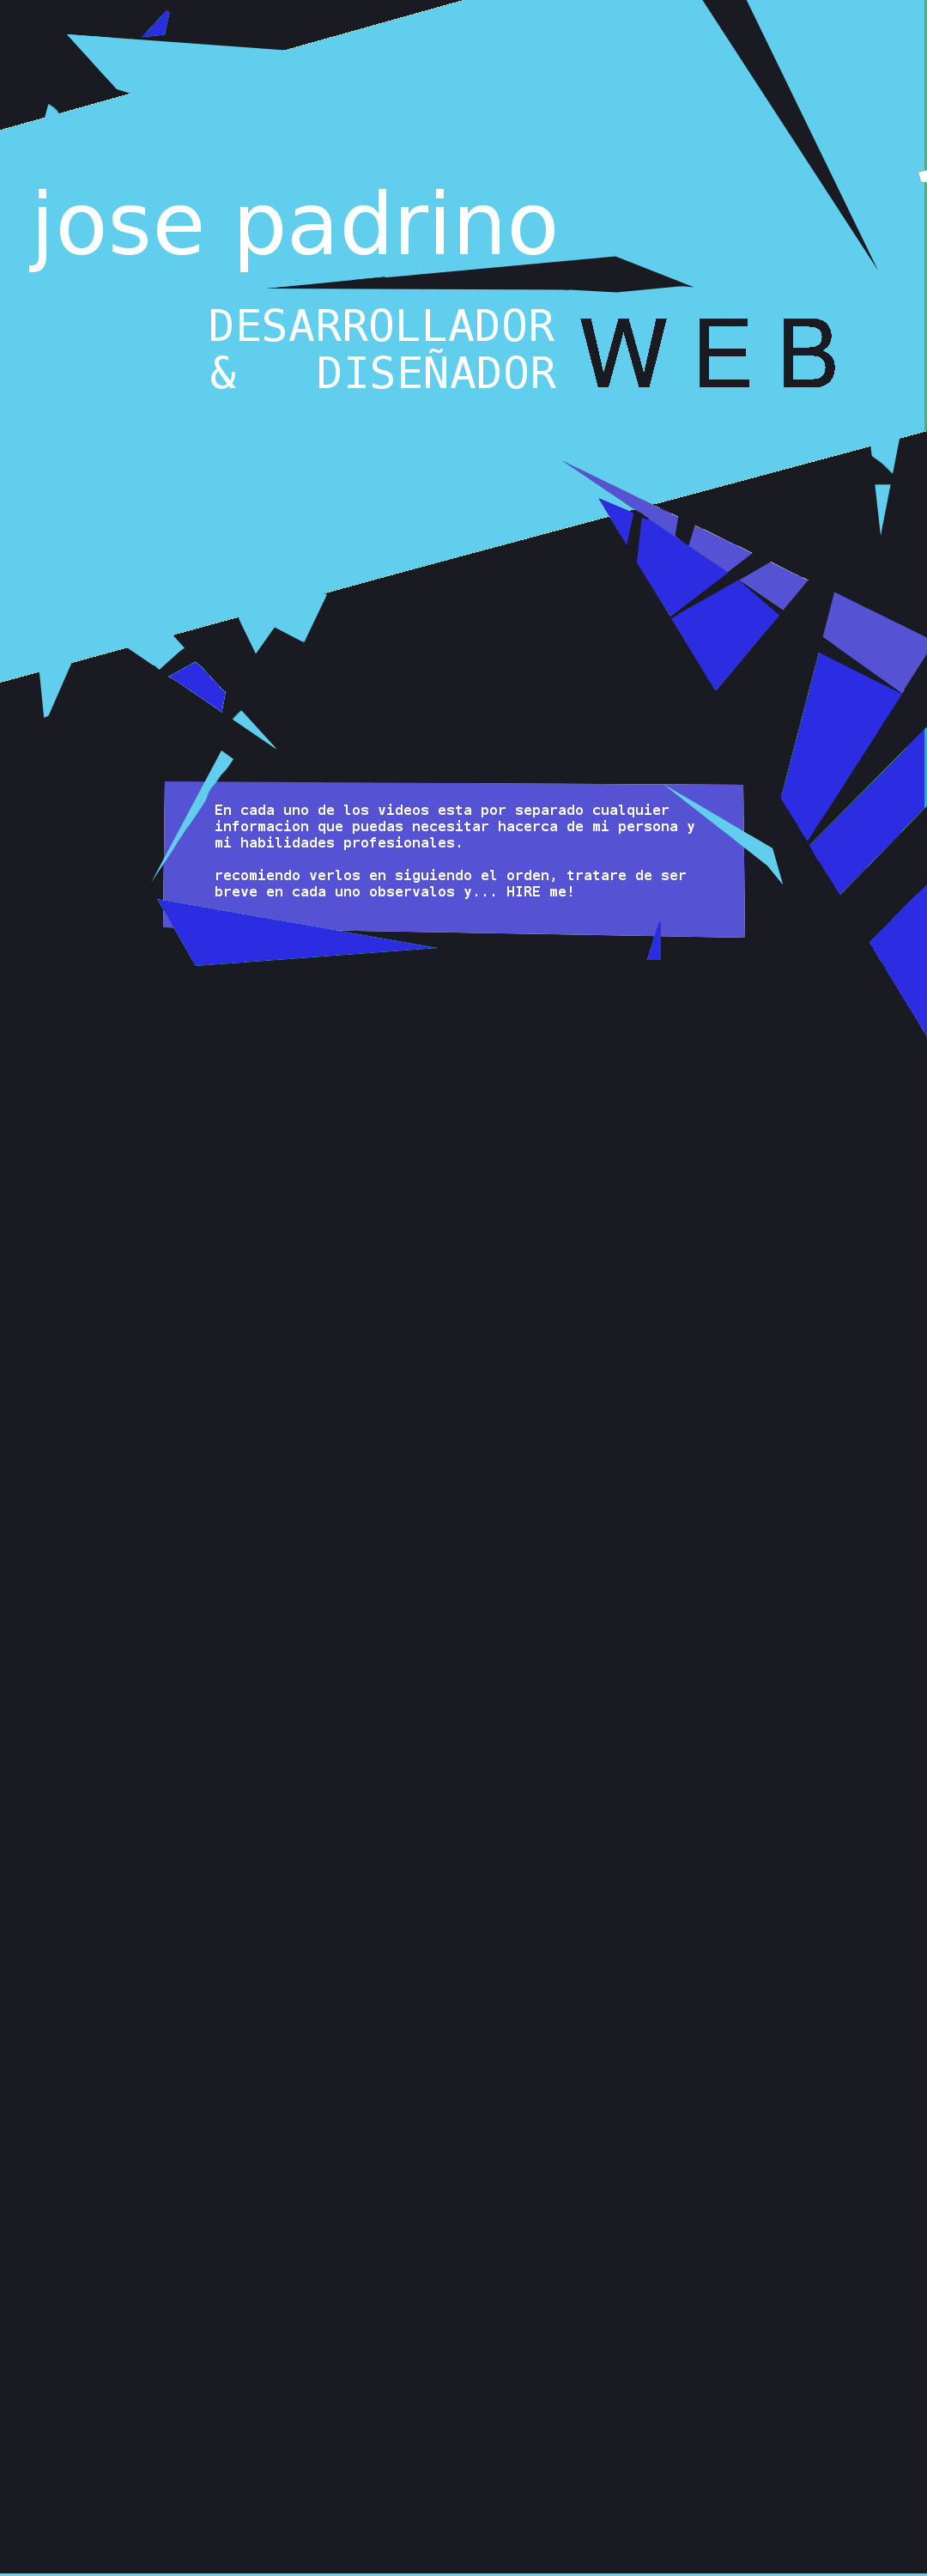 jose padrino
DESARROLLADOR
& DISEÑADOR
WEB
En cada uno de los videos esta por separado cualquier
informacion que puedas necesitar hacerca de mi persona y
mi habilidades profesionales.
recomiendo verlos en siguiendo el orden, tratare de ser
breve en cada uno observalos y... HIRE me!